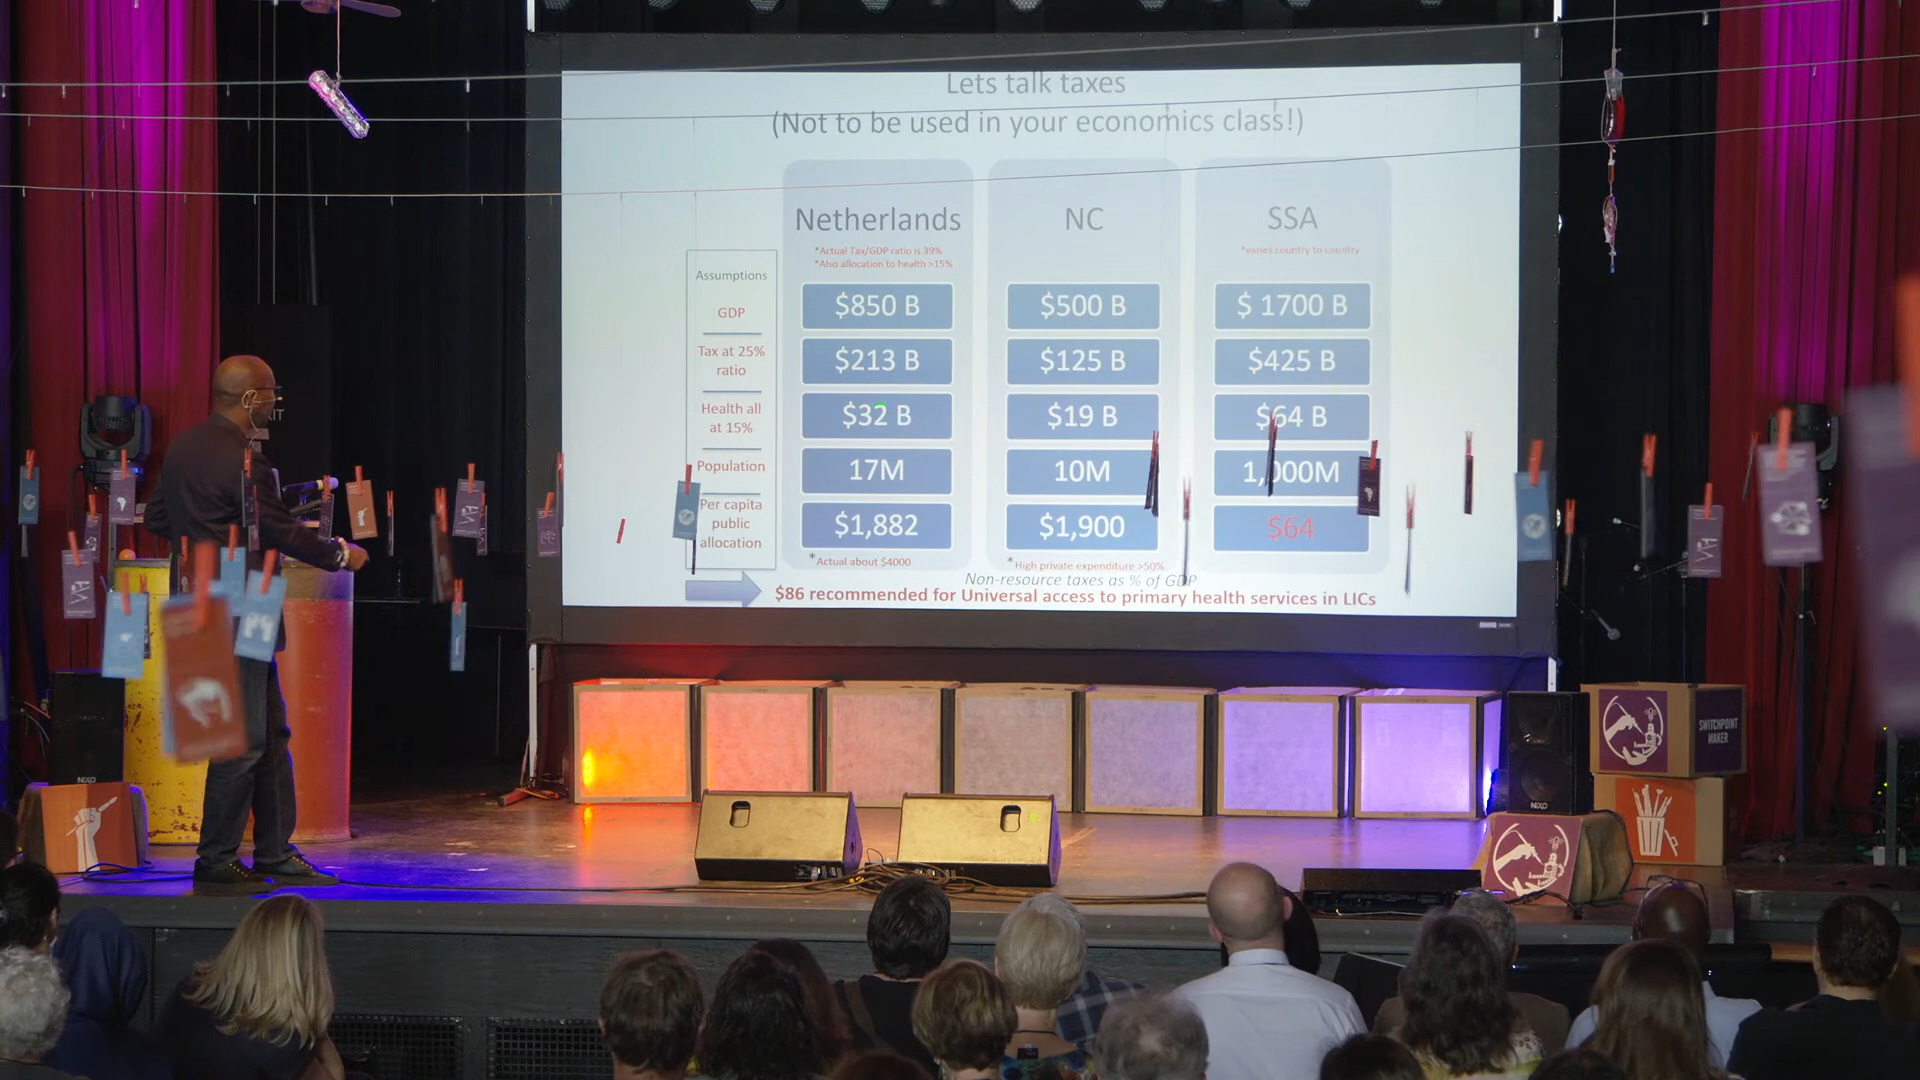 Lets talk taxes
(Not to be used in your economics class!)
Netherlands
*Actual Tax/GDP ratio is 39%
*Also allocation to health >15%
NC
SSA
*varies country to country
Assumptions
GDP
$850 B
$500 B
$ 1700 B
Tax at 25%
ratio
$213 B
$125 B
$425 B
Health all
at 15%
$32 B
$19 B
$64 B
Population
17M
10M
1,000M
Per capita
public
allocation
$1,882
$1,900
$64
*Actual about $4000
*High private expenditure >50%
Non-resource taxes as % of GDP
$86 recommended for Universal access to primary health services in LICs
SWITCHPOINT
MAKER
NEXO
NEXO